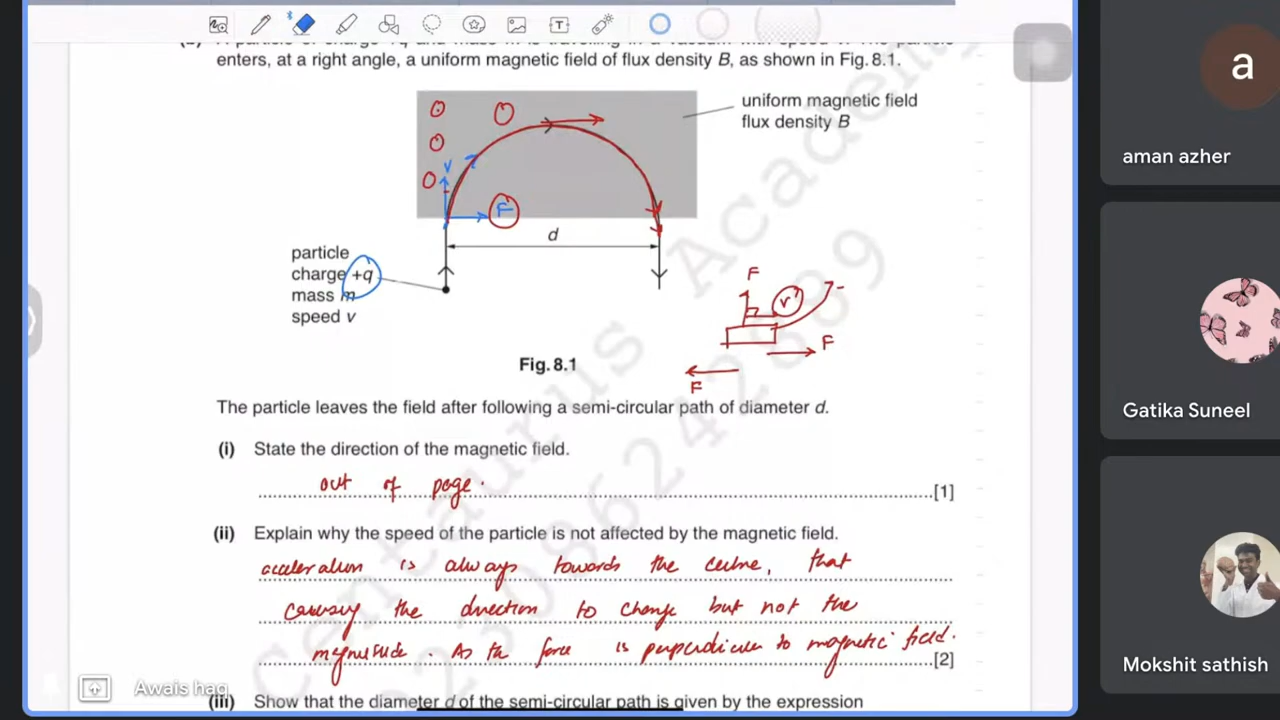 enters, at a right angle, a uniform magnetic field of flux density B, as shown in Fig. 8.1.
uniform magnetic field
flux density B
V
F
d
particle
charge +q
mass m
speed v
F
v
F
F
Fig. 8.1
The particle leaves the field after following a semi-circular path of diameter d.
(i) State the direction of the magnetic field.
out of page.
[1]
(ii) Explain why the speed of the particle is not affected by the magnetic field.
acceleration is always towards the centre, that
the direction to change but not the
magnitude. As the force is perpendicular to magnetic field.
[2]
(iii) Show that the diameter d of the semi-circular path is given by the expression
Awais haq
a
aman azher
Gatika Suneel
Mokshit sathish
Centaurus Academy